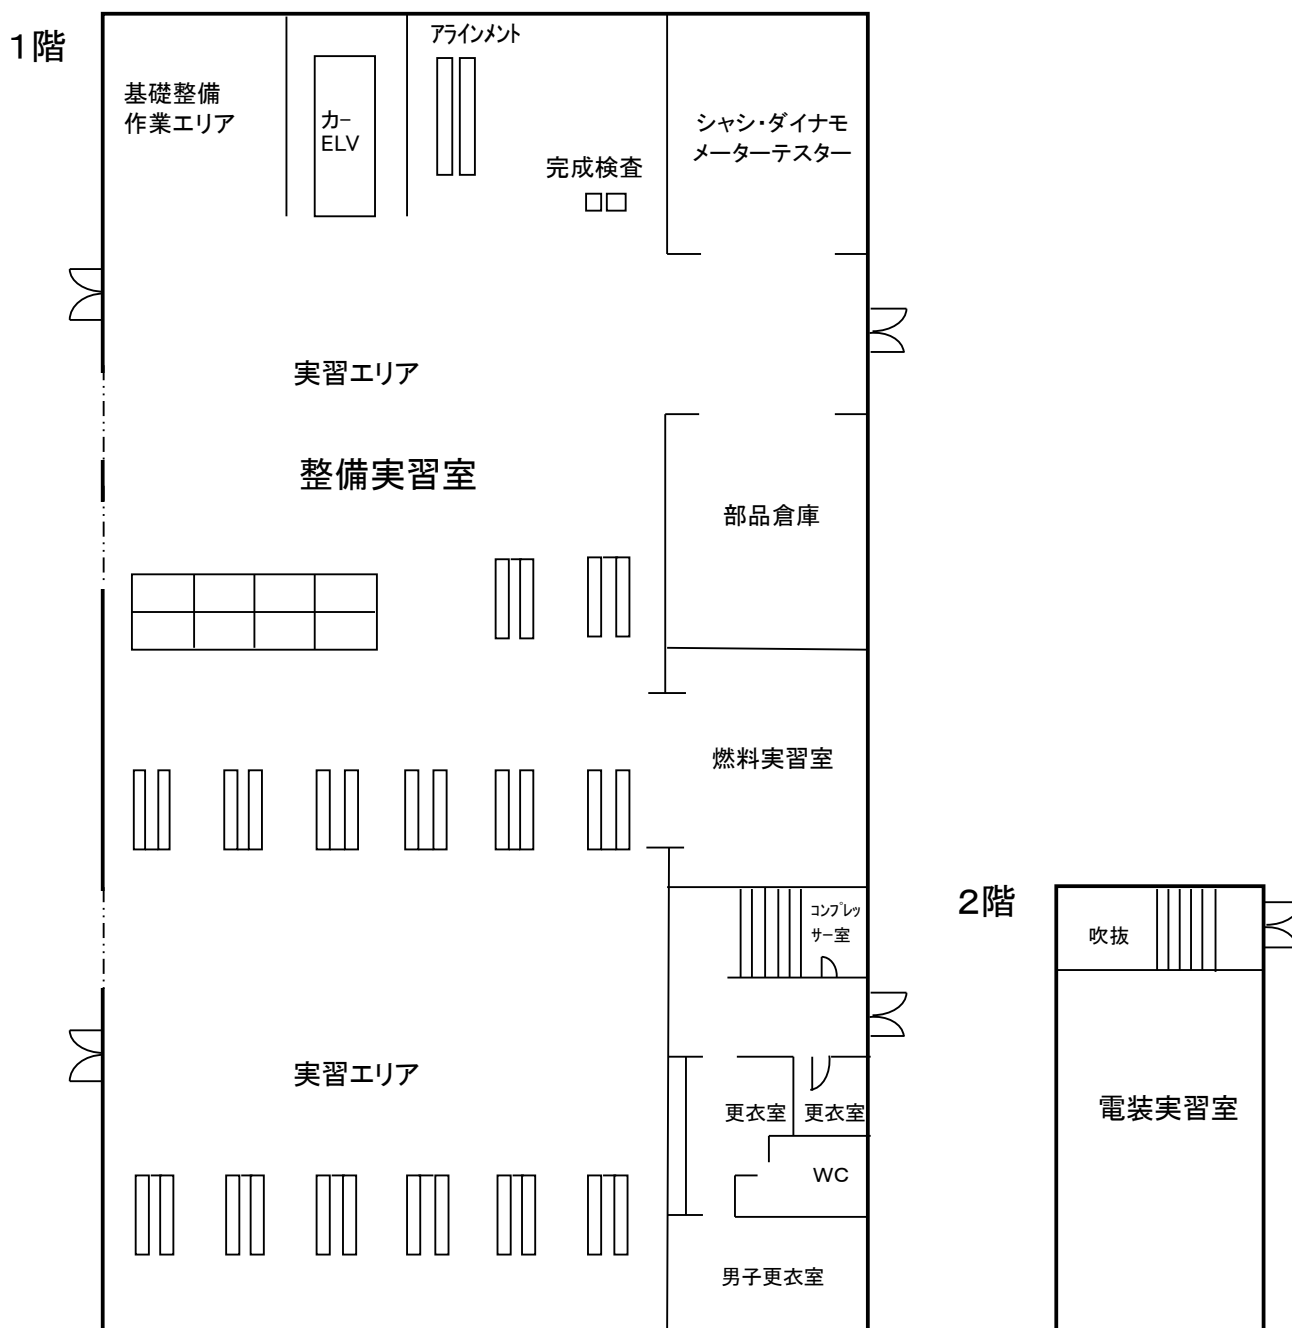 1階
アラインメント
基礎整備
作業エリア
カー
ELV
シャシ・ダイナモ
メーターテスター
完成検査
実習エリア
整備実習室
部品倉庫
燃料実習室
コンプレッ
サー室
2階
吹抜
実習エリア
更衣室
更衣室
電装実習室
WC
男子更衣室